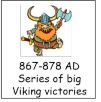 867-878 AD
Series of big
Viking victories